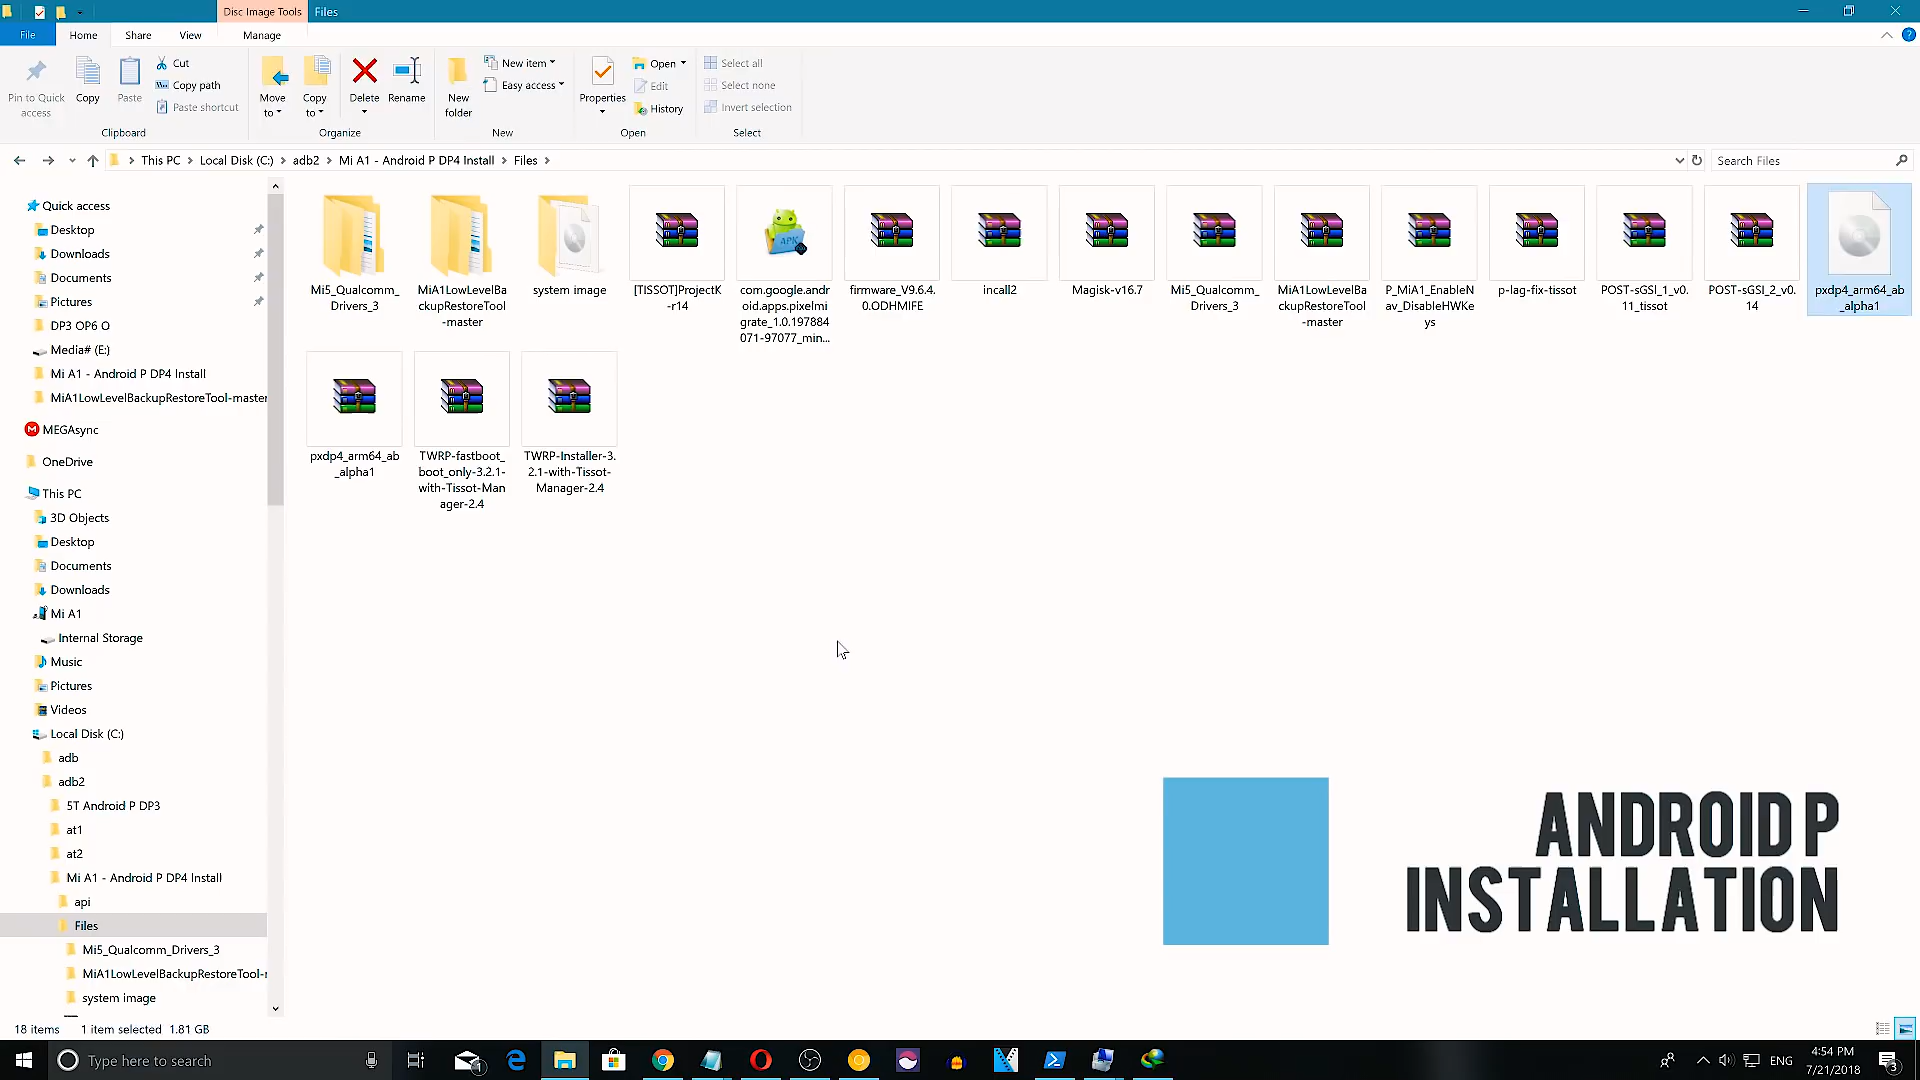 Disc Image Tools
Files
File
Home
Share
View
Manage
Pin to Quick
access
Copy
Paste
Cut
Copy path
Paste shortcut
Clipboard
Move
to
Copy
to
Delete
Rename
Organize
New
folder
New item
Easy access
New
Properties
Open
Edit
History
Open
Select all
Select none
Invert selection
Select
This PC
Local Disk (C:)
adb2
Mi A1 - Android P DP4 Install
Files
Search Files
Quick access
Desktop
Downloads
Documents
Pictures
DP3 OP6 O
Media# (E:)
Mi A1 - Android P DP4 Install
MiA1LowLevelBackupRestoreTool-master
MEGAsync
OneDrive
This PC
3D Objects
Desktop
Documents
Downloads
Mi A1
Internal Storage
Music
Pictures
Videos
Local Disk (C:)
adb
adb2
5T Android P DP3
at1
at2
Mi A1 - Android P DP4 Install
api
Files
Mi5_Qualcomm_Drivers_3
MiA1LowLevelBackupRestoreTool-
system image
Mi5_Qualcomm_
Drivers_3
MiA1LowLevelBa
ckupRestoreTool
-master
system image
[TISSOT]ProjectK
-r14
com.google.andr
oid.apps.pixelmi
grate_1.0.197884
071-97077_min...
firmware_V9.6.4.
0.ODHMIFE
incall2
Magisk-v16.7
Mi5_Qualcomm_
Drivers_3
MiA1LowLevelBa
ckupRestoreTool
-master
P_MiA1_EnableN
av_DisableHWKe
ys
p-lag-fix-tissot
POST-sGSI_1_v0.
11_tissot
POST-sGSI_2_v0.
14
pxdp4_arm64_ab
_alpha1
pxdp4_arm64_ab
_alpha1
TWRP-fastboot_
boot_only-3.2.1-
with-Tissot-Man
ager-2.4
TWRP-Installer-3.
2.1-with-Tissot-
Manager-2.4
ANDROID P
INSTALLATION
18 items
1 item selected
1.81 GB
Type here to search
1
ENG
4:54 PM
7/21/2018
3